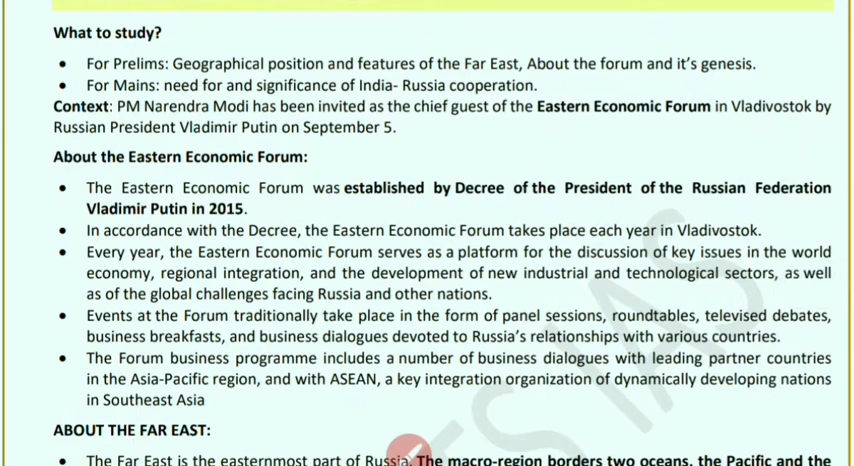 What to study?
• For Prelims: Geographical position and features of the Far East, About the forum and it's genesis.
• For Mains: need for and significance of India- Russia cooperation.
Context: PM Narendra Modi has been invited as the chief guest of the Eastern Economic Forum in Vladivostok by
Russian President Vladimir Putin on September 5.
About the Eastern Economic Forum:
• The Eastern Economic Forum was established by Decree of the President of the Russian Federation
Vladimir Putin in 2015.
• In accordance with the Decree, the Eastern Economic Forum takes place each year in Vladivostok.
• Every year, the Eastern Economic Forum serves as a platform for the discussion of key issues in the world
economy, regional integration, and the development of new industrial and technological sectors, as well
as of the global challenges facing Russia and other nations.
• Events at the Forum traditionally take place in the form of panel sessions, roundtables, televised debates,
business breakfasts, and business dialogues devoted to Russia's relationships with various countries.
• The Forum business programme includes a number of business dialogues with leading partner countries
in the Asia-Pacific region, and with ASEAN, a key integration organization of dynamically developing nations
in Southeast Asia
ABOUT THE FAR EAST:
• The Far East is the easternmost part of Russia. The macro-region borders two oceans, the Pacific and the